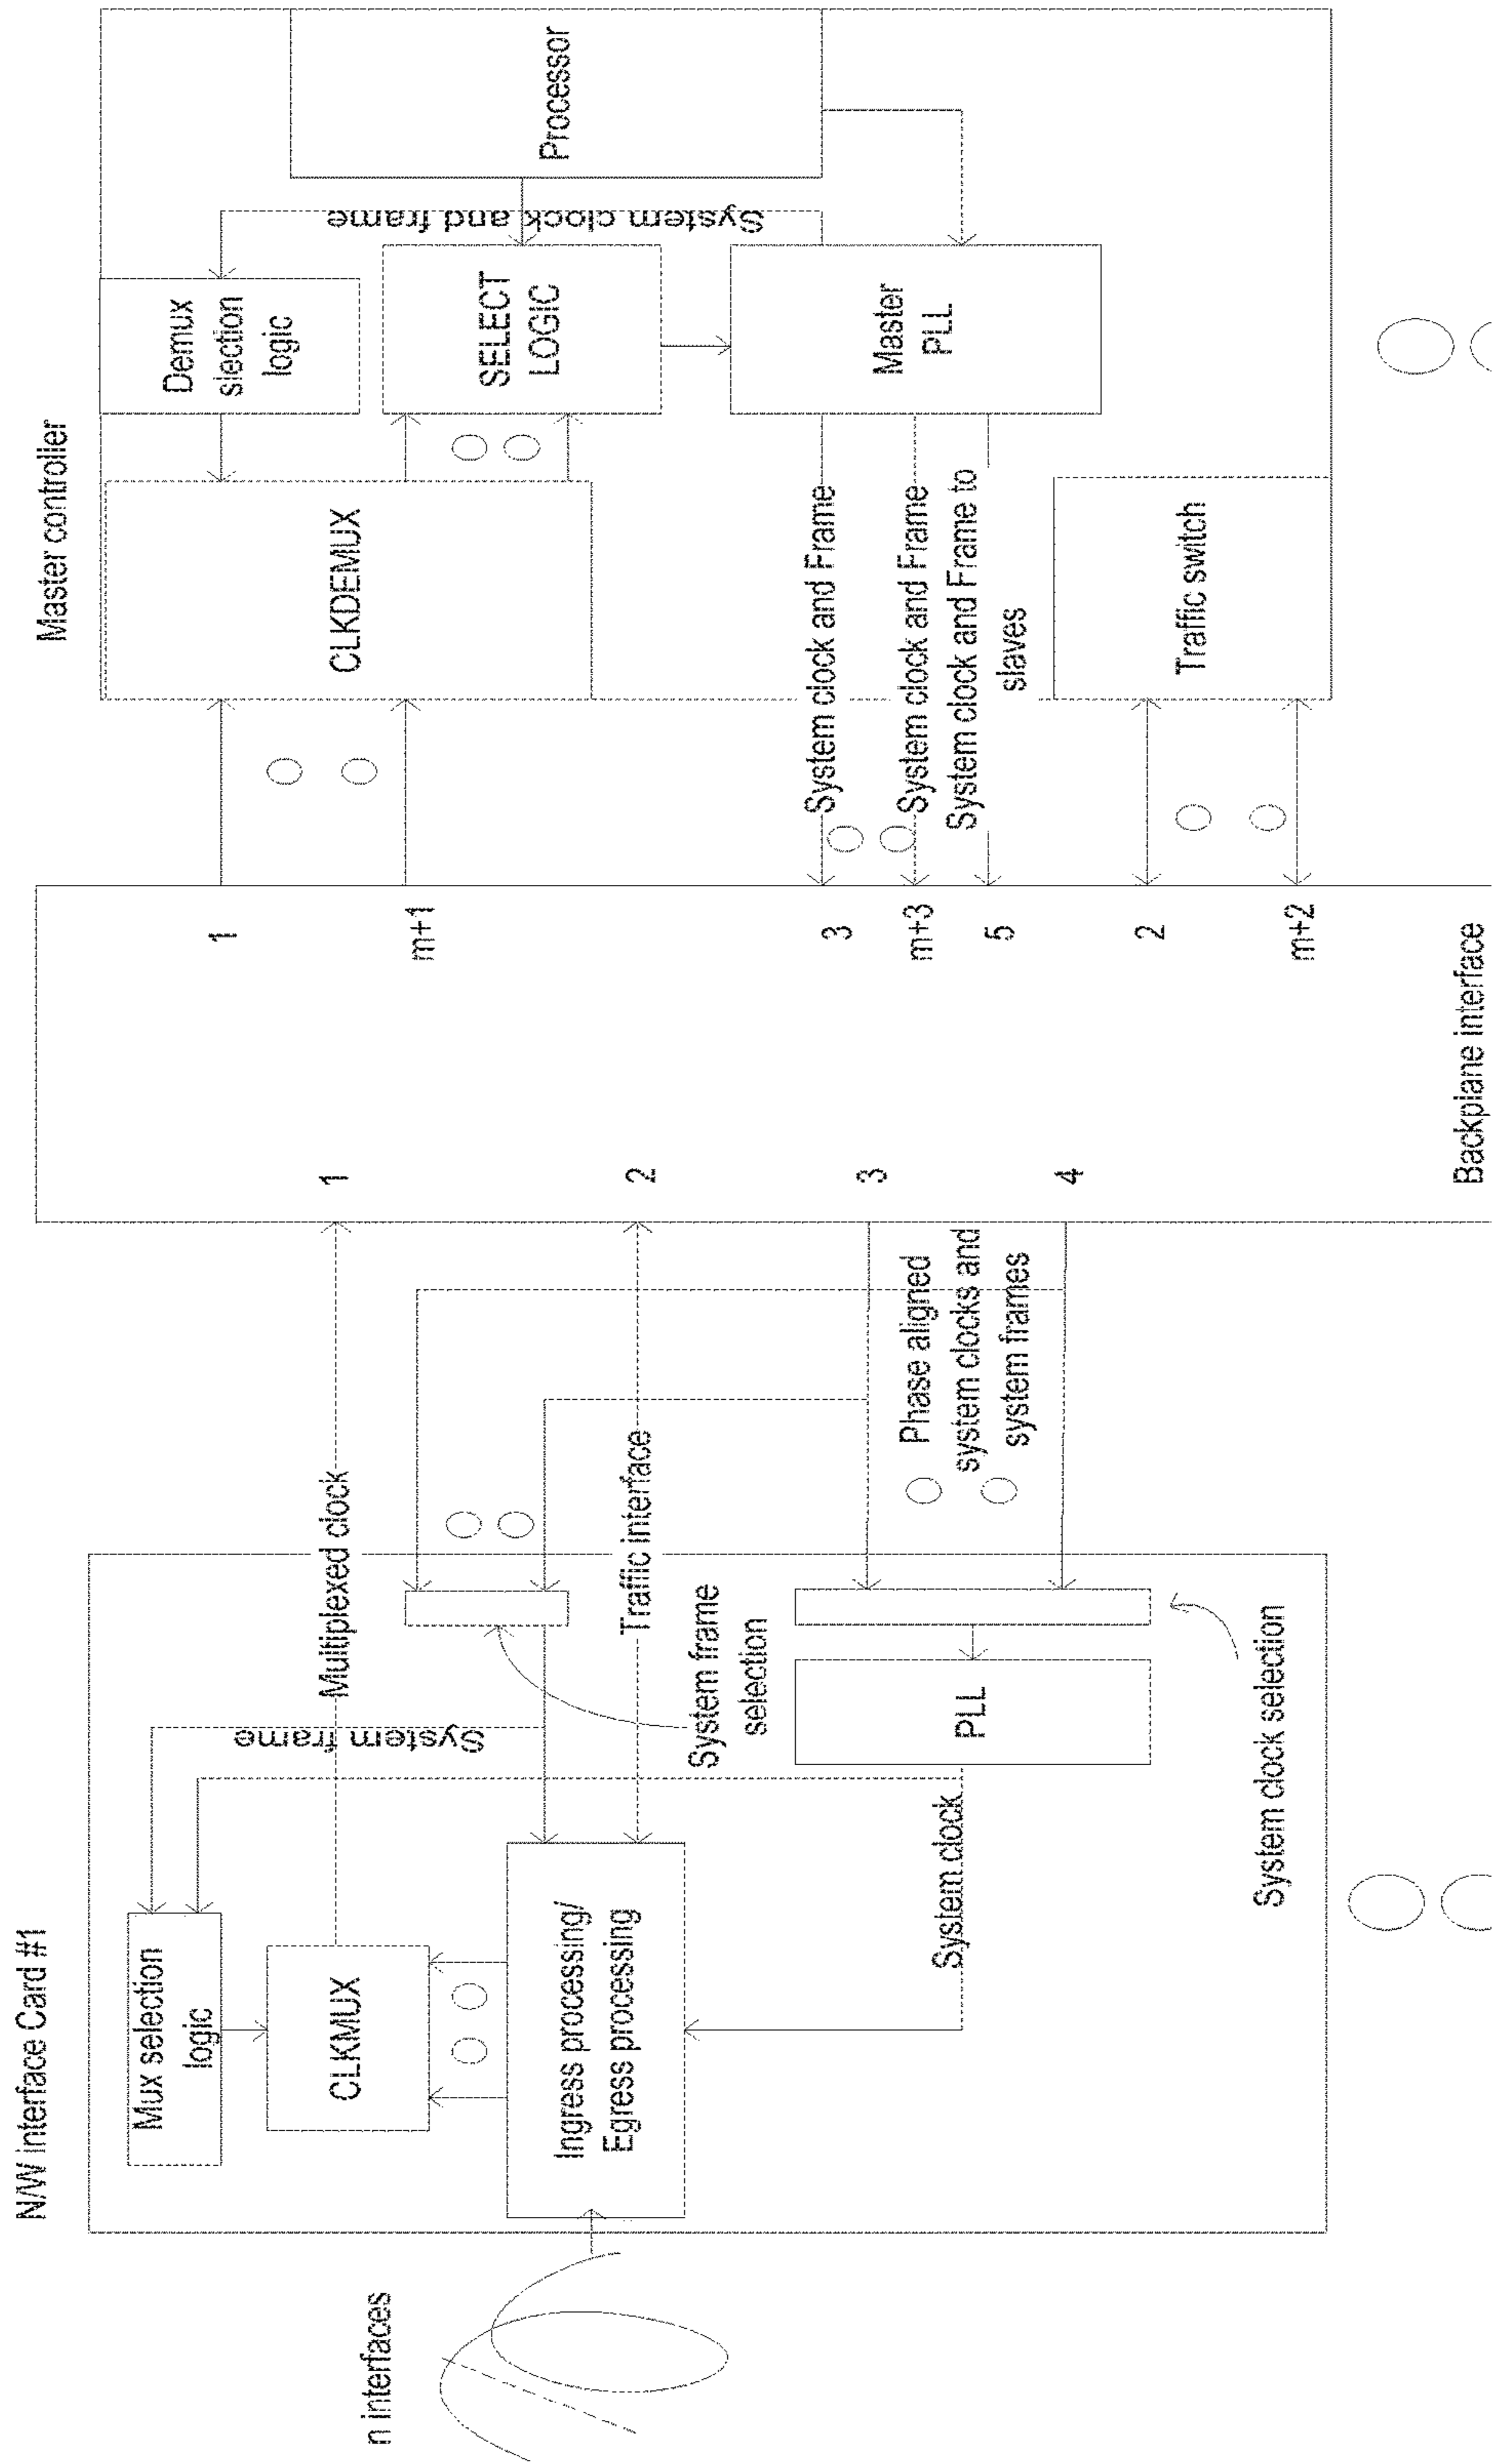 N/W interface Card #1
Mux selection
logic
CLKMUX
Ingress processing/
Egress processing
n interfaces
System frame
Multiplexed clock
Traffic interface
System frame
selection
PLL
System clock
System clock selection
Phase aligned
system clocks and
system frames
1
2
3
4
Backplane interface
1
m+1
3
m+3
5
2
m+2
Master controller
CLKDEMUX
Demux
slection
logic
SELECT
LOGIC
System clock and frame
Processor
Master
PLL
System clock and Frame
System clock and Frame
System clock and Frame to
slaves
Traffic switch